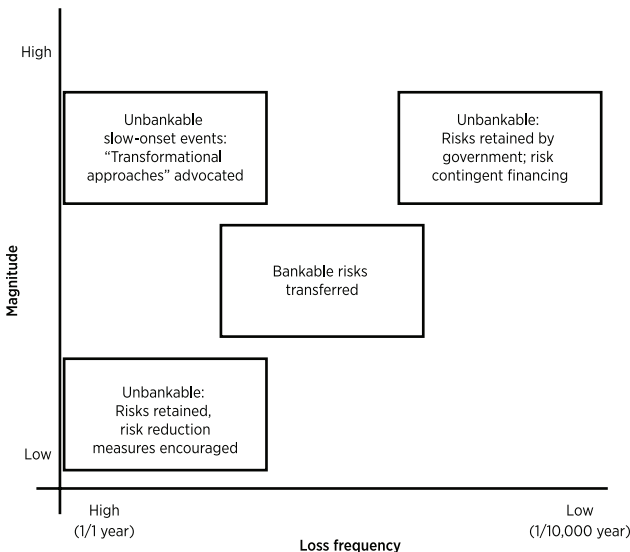 High
Unbankable
slow-onset events:
“Transformational
approaches” advocated
Unbankable:
Risks retained by
government; risk
contingent financing
Magnitude
Bankable risks
transferred
Unbankable:
Risks retained,
risk reduction
measures encouraged
Low
High
(1/1 year)
Low
(1/10,000 year)
Loss frequency